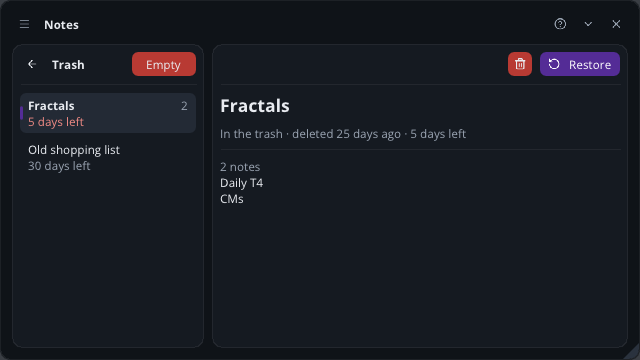 Notes
Trash
Empty
Fractals 2
5 days left
Old shopping list
30 days left
Restore
Fractals
In the trash · deleted 25 days ago · 5 days left
2 notes
Daily T4
CMs